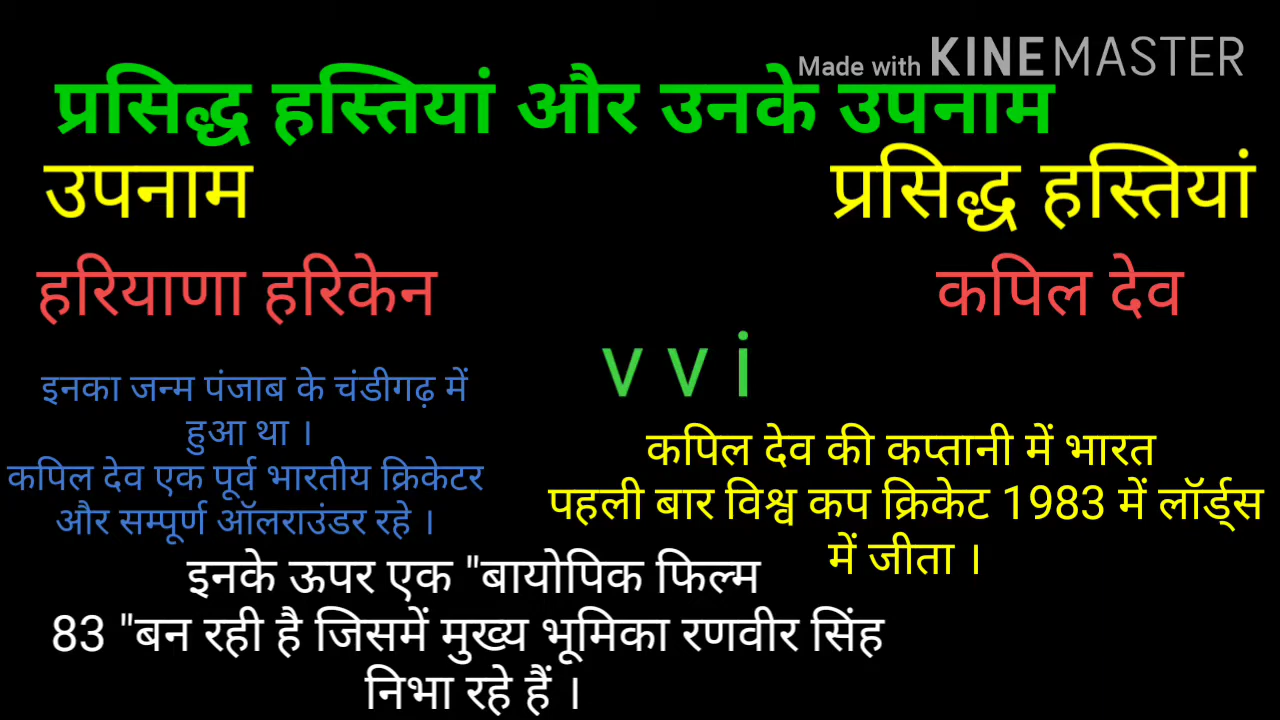 Made with KINEMASTER
प्रसिद्ध हस्तियां और उनके उपनाम
उपनाम
प्रसिद्ध हस्तियां
हरियाणा हरिकेन
कपिल देव
v v i
इनका जन्म पंजाब के चंडीगढ़ में
हुआ था ।
कपिल देव एक पूर्व भारतीय क्रिकेटर
और सम्पूर्ण ऑलराउंडर रहे ।
कपिल देव की कप्तानी में भारत
पहली बार विश्व कप क्रिकेट 1983 में लॉर्ड्स
में जीता ।
इनके ऊपर एक "बायोपिक फिल्म
83 "बन रही है जिसमें मुख्य भूमिका रणवीर सिंह
निभा रहे हैं ।